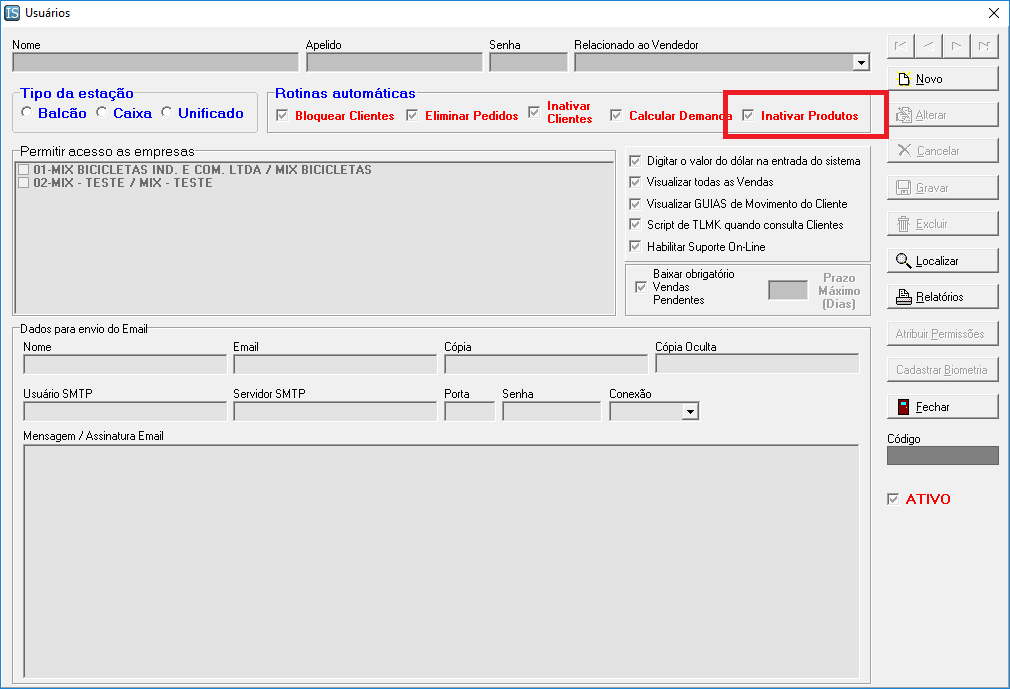 IS Usuários
Nome
Apelido
Senha
Relacionado ao Vendedor
Novo
Tipo da estação
Balcão
Caixa
Unificado
Rotinas automáticas
Bloquear Clientes
Eliminar Pedidos
Inativar
Clientes
Calcular Demanda
Inativar Produtos
Alterar
Permitir acesso as empresas
01-MIX BICICLETAS IND. E COM. LTDA / MIX BICICLETAS
02-MIX - TESTE / MIX - TESTE
Digitar o valor do dólar na entrada do sistema
Visualizar todas as Vendas
Visualizar GUIAS de Movimento do Cliente
Script de TLMK quando consulta Clientes
Habilitar Suporte On-Line
Baixar obrigatório
Vendas
Pendentes
Prazo
Máximo
(Dias)
Cancelar
Gravar
Excluir
Localizar
Relatórios
Atribuir Permissões
Cadastrar Biometria
Fechar
Código
ATIVO
Dados para envio do Email
Nome
Email
Cópia
Cópia Oculta
Usuário SMTP
Servidor SMTP
Porta
Senha
Conexão
Mensagem / Assinatura Email